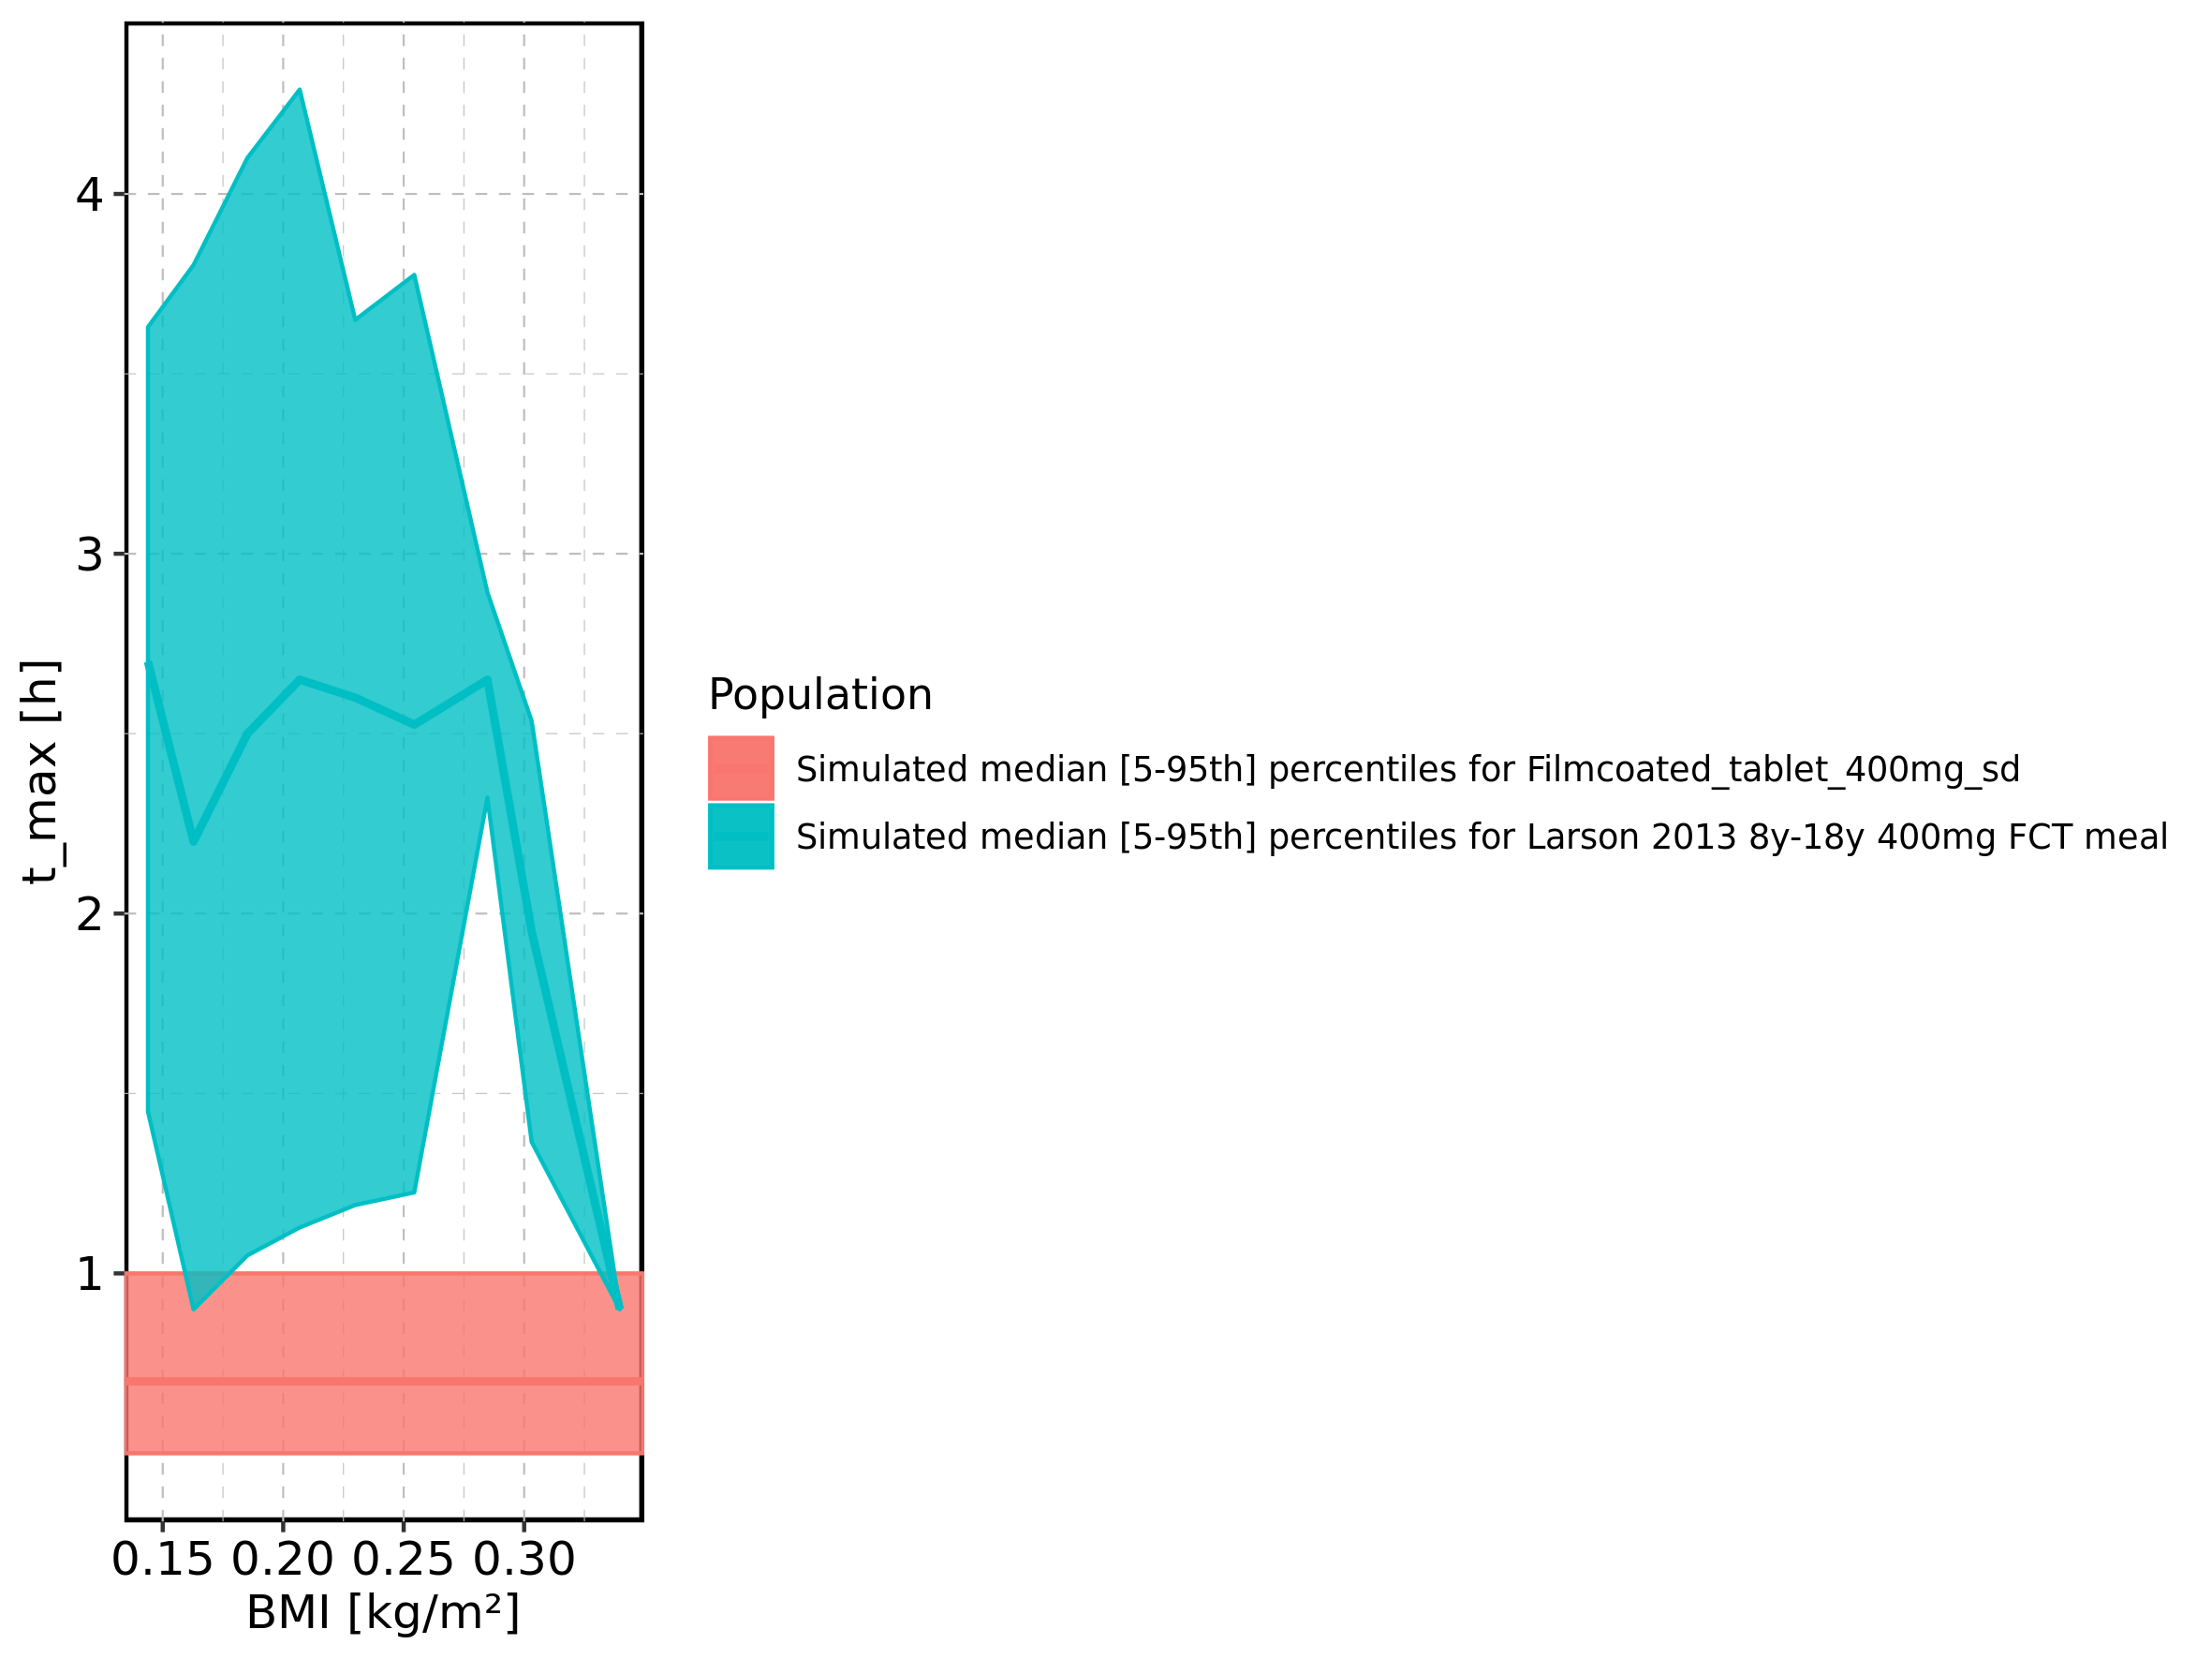 4
3
2
1
t_max [h]
0.15 0.20 0.25 0.30
BMI [kg/m²]
Population
Simulated median [5-95th] percentiles for Filmcoated_tablet_400mg_sd
Simulated median [5-95th] percentiles for Larson 2013 8y-18y 400mg FCT meal